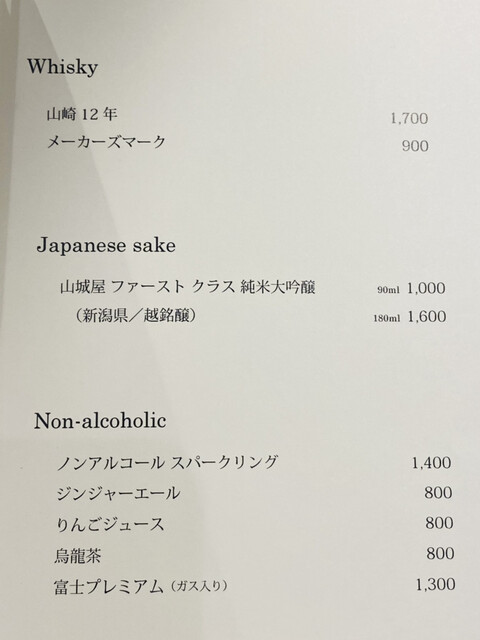 Whisky
山崎 12 年 1,700
メーカーズマーク 900
Japanese sake
山城屋 ファースト クラス 純米大吟醸 90ml 1,000
（新潟県／越銘醸） 180ml 1,600
Non-alcoholic
ノンアルコール スパークリング 1,400
ジンジャーエール 800
りんごジュース 800
烏龍茶 800
富士プレミアム（ガス入り） 1,300